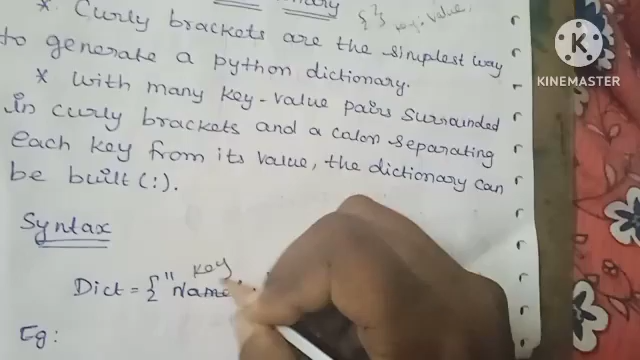 * Curly brackets { } key:value,
are the simplest way
to generate a python dictionary.
* with many key-value pairs surrounded
in curly brackets and a calon separating
each key from its value, the dictionary can
be built (:).
Syntax
key
Dict = { "Name
Eg:
K
KINEMASTER